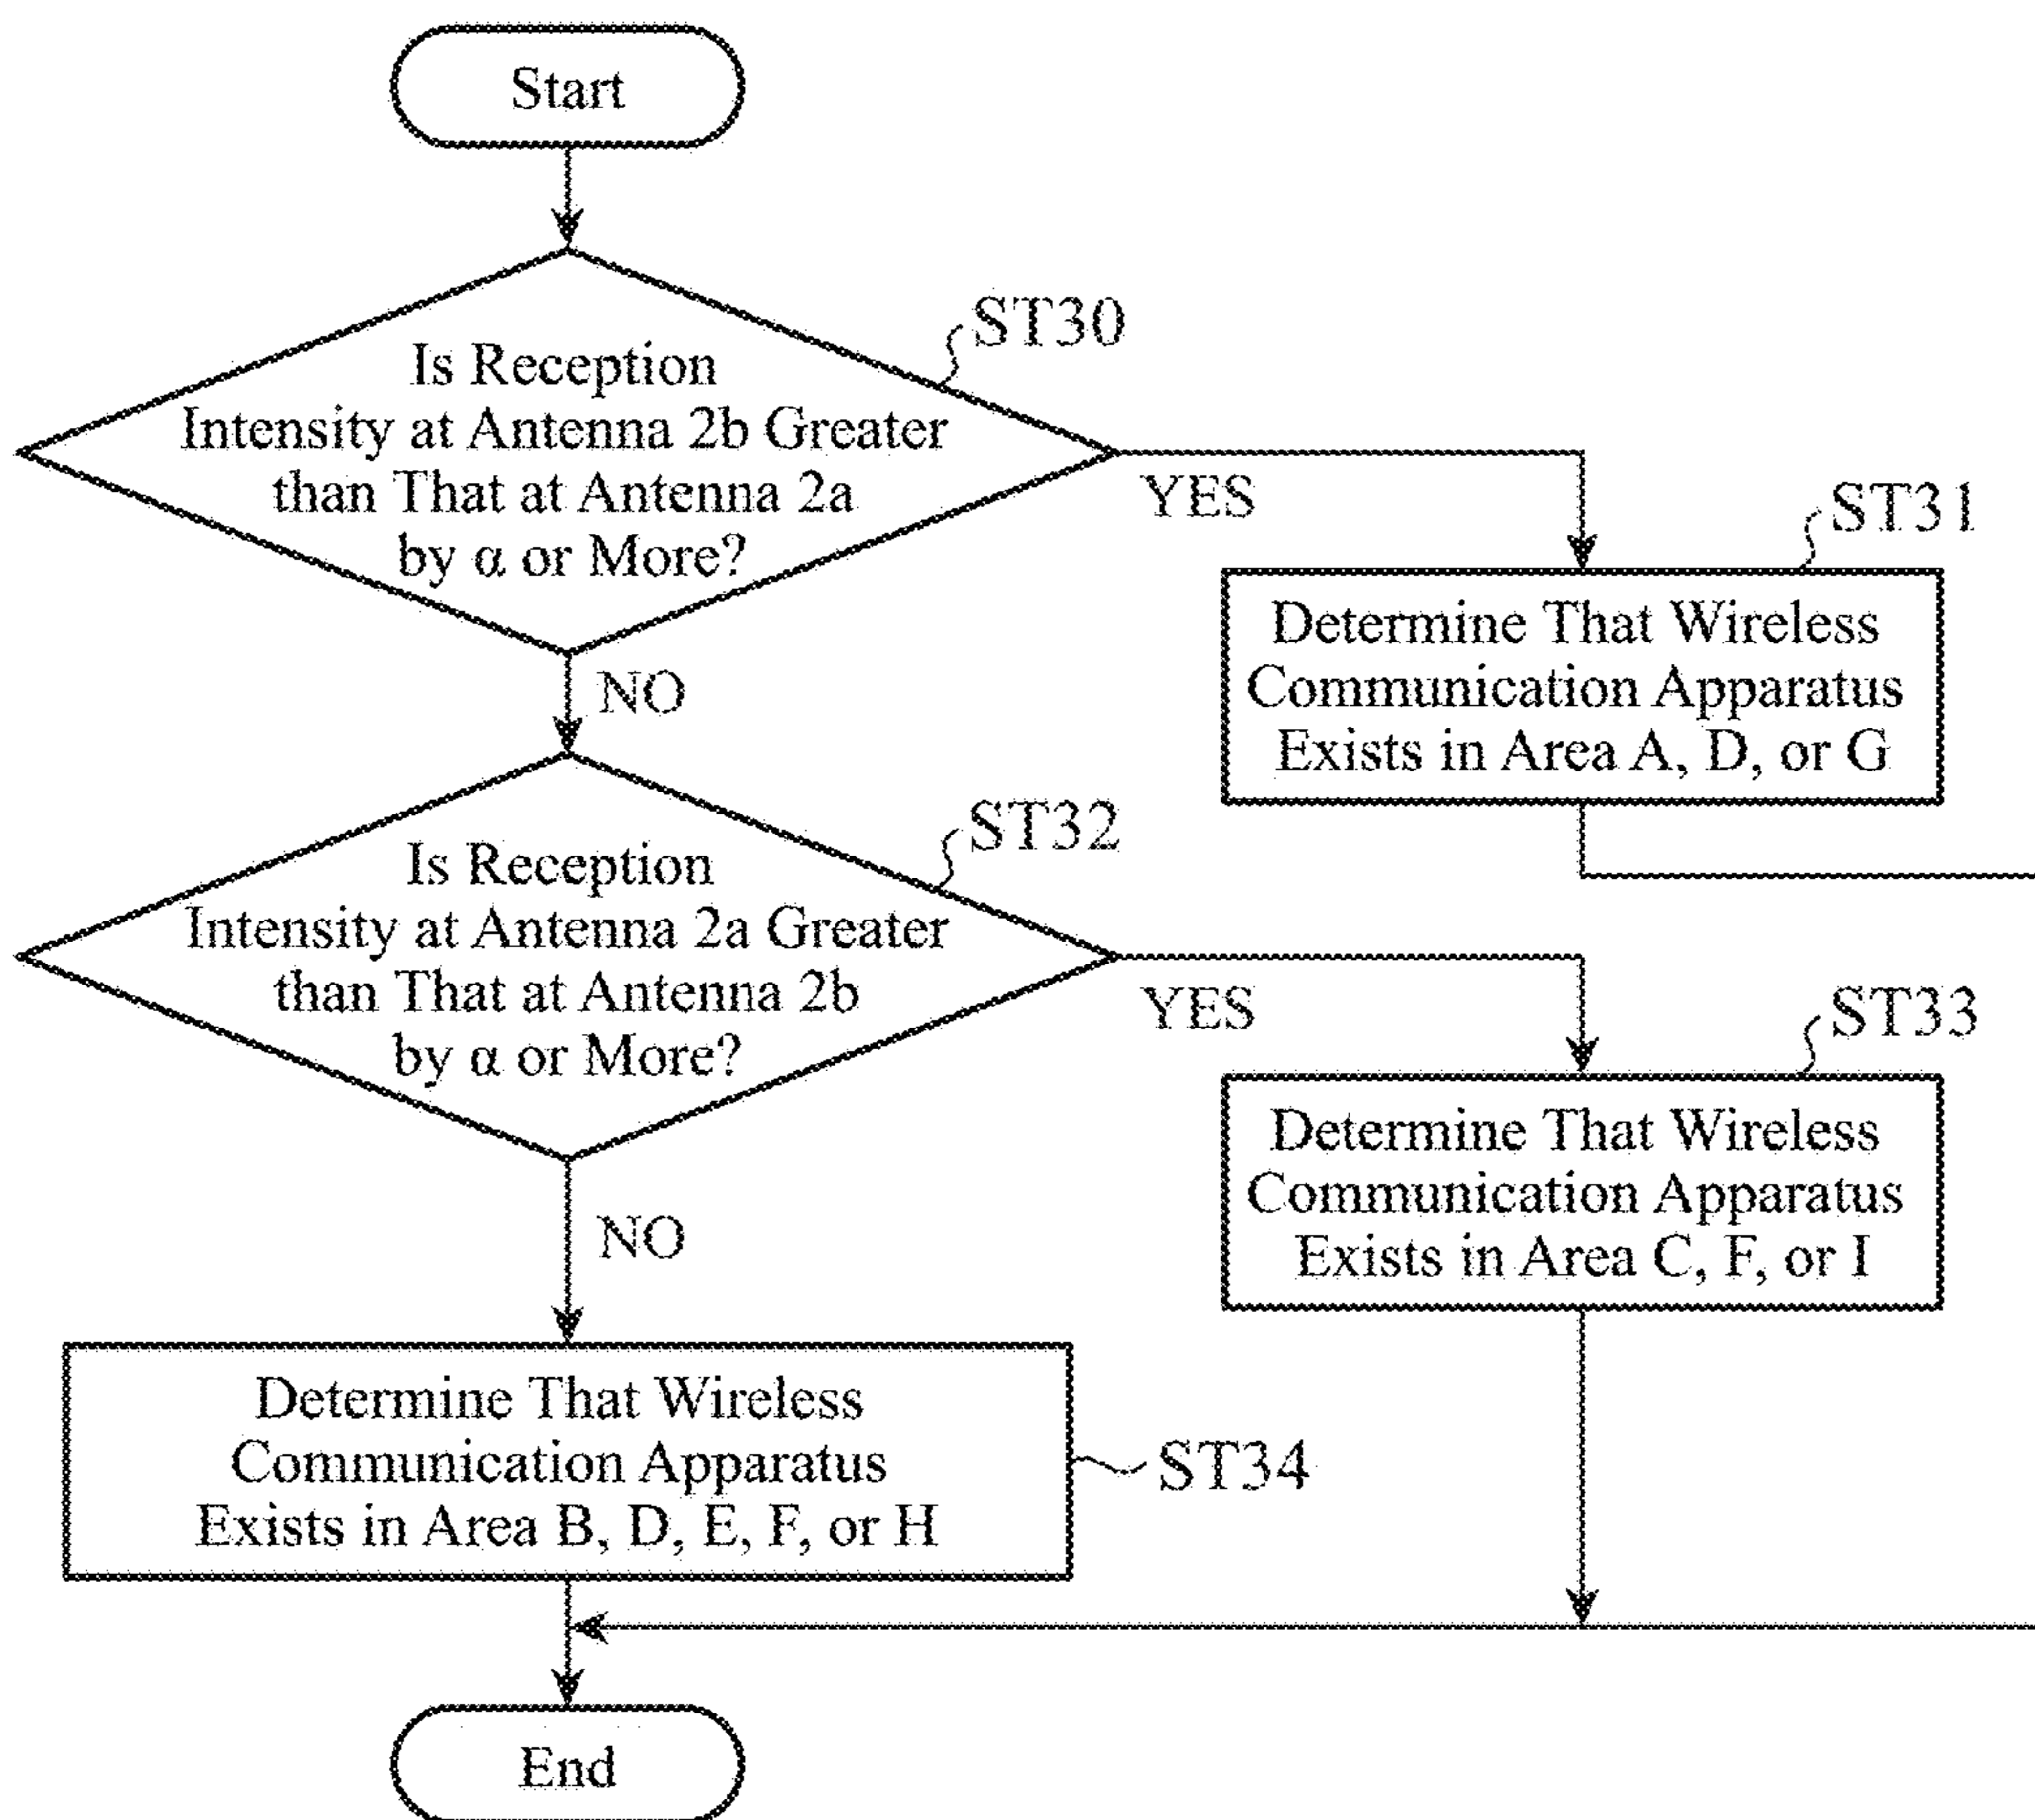 Start
ST30
Is Reception
Intensity at Antenna 2b Greater
than That at Antenna 2a
by α or More?
YES
ST31
Determine That Wireless
Communication Apparatus
Exists in Area A, D, or G
NO
ST32
Is Reception
Intensity at Antenna 2a Greater
than That at Antenna 2b
by α or More?
YES
ST33
Determine That Wireless
Communication Apparatus
Exists in Area C, F, or I
NO
Determine That Wireless
Communication Apparatus
Exists in Area B, D, E, F, or H
ST34
End